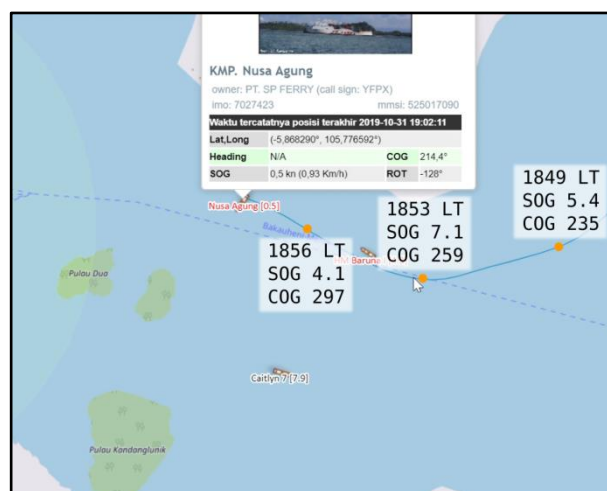 KMP. Nusa Agung
owner: PT. SP FERRY (call sign: YFPX)
imo: 7027423 mmsi: 525017090
Waktu tercatatnya posisi terakhir 2019-10-31 19:02:11
Lat,Long (-5,868290°, 105,776592°)
Heading N/A COG 214,4°
SOG 0,5 kn (0,93 Km/h) ROT -128°
Nusa Agung [0.5]
1849 LT
SOG 5.4
COG 235
1853 LT
SOG 7.1
COG 259
1856 LT
SOG 4.1
COG 297
Pulau Dua
Caitlyn 7 [7.9]
Pulau Kandanglunik